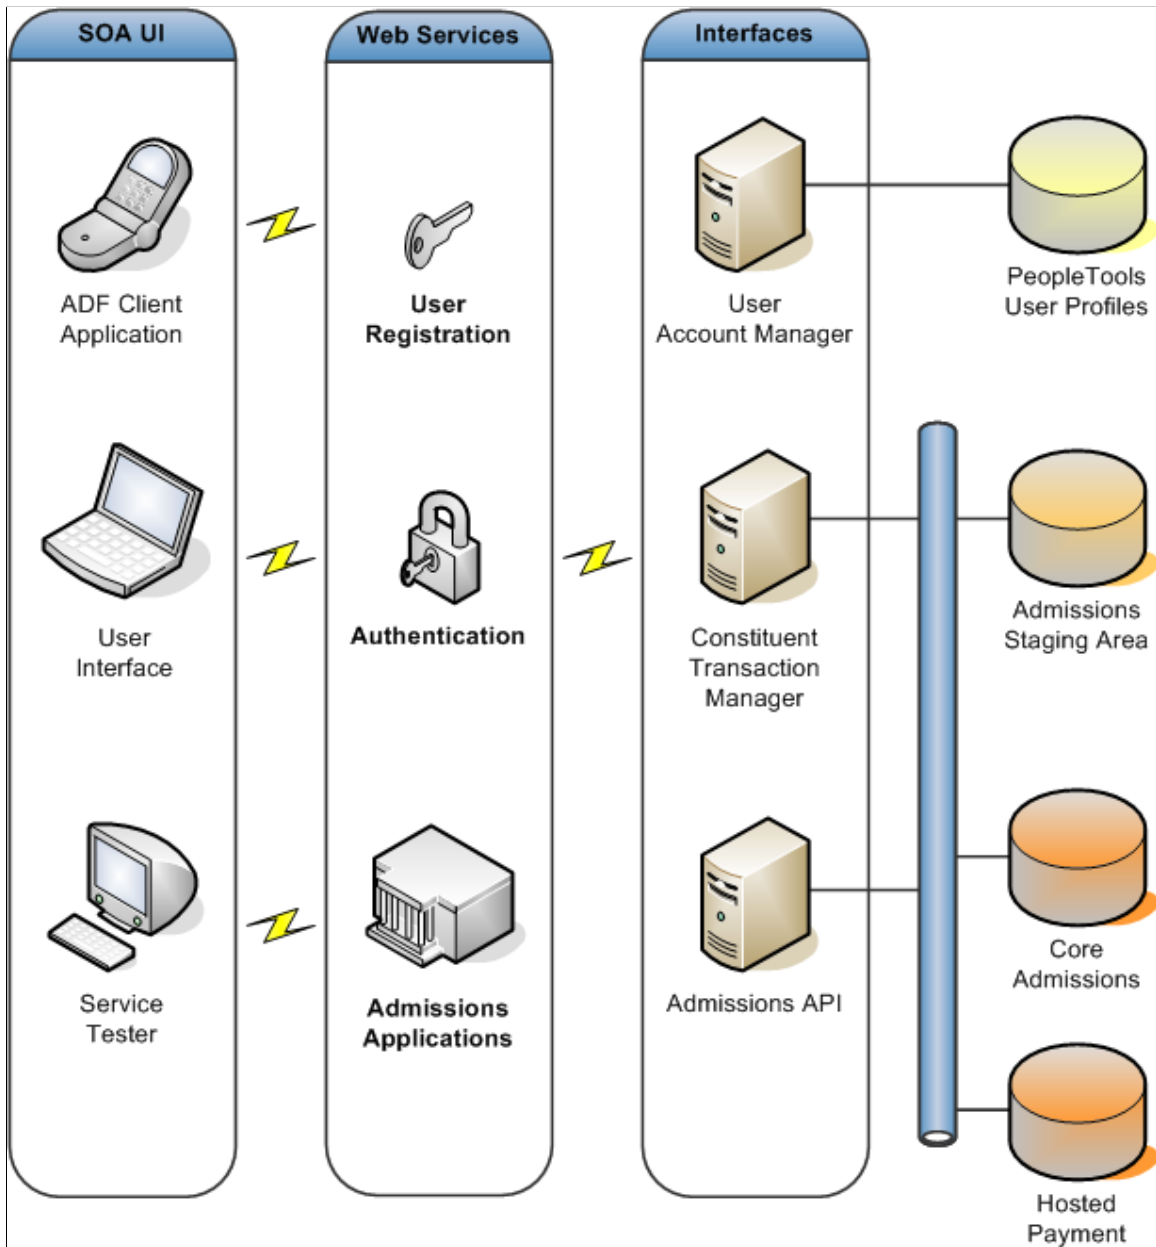 SOA UI
Web Services
Interfaces
ADF Client
Application
User
Registration
User
Account Manager
PeopleTools
User Profiles
User
Interface
Authentication
Constituent
Transaction
Manager
Admissions
Staging Area
Service
Tester
Admissions
Applications
Admissions API
Core
Admissions
Hosted
Payment